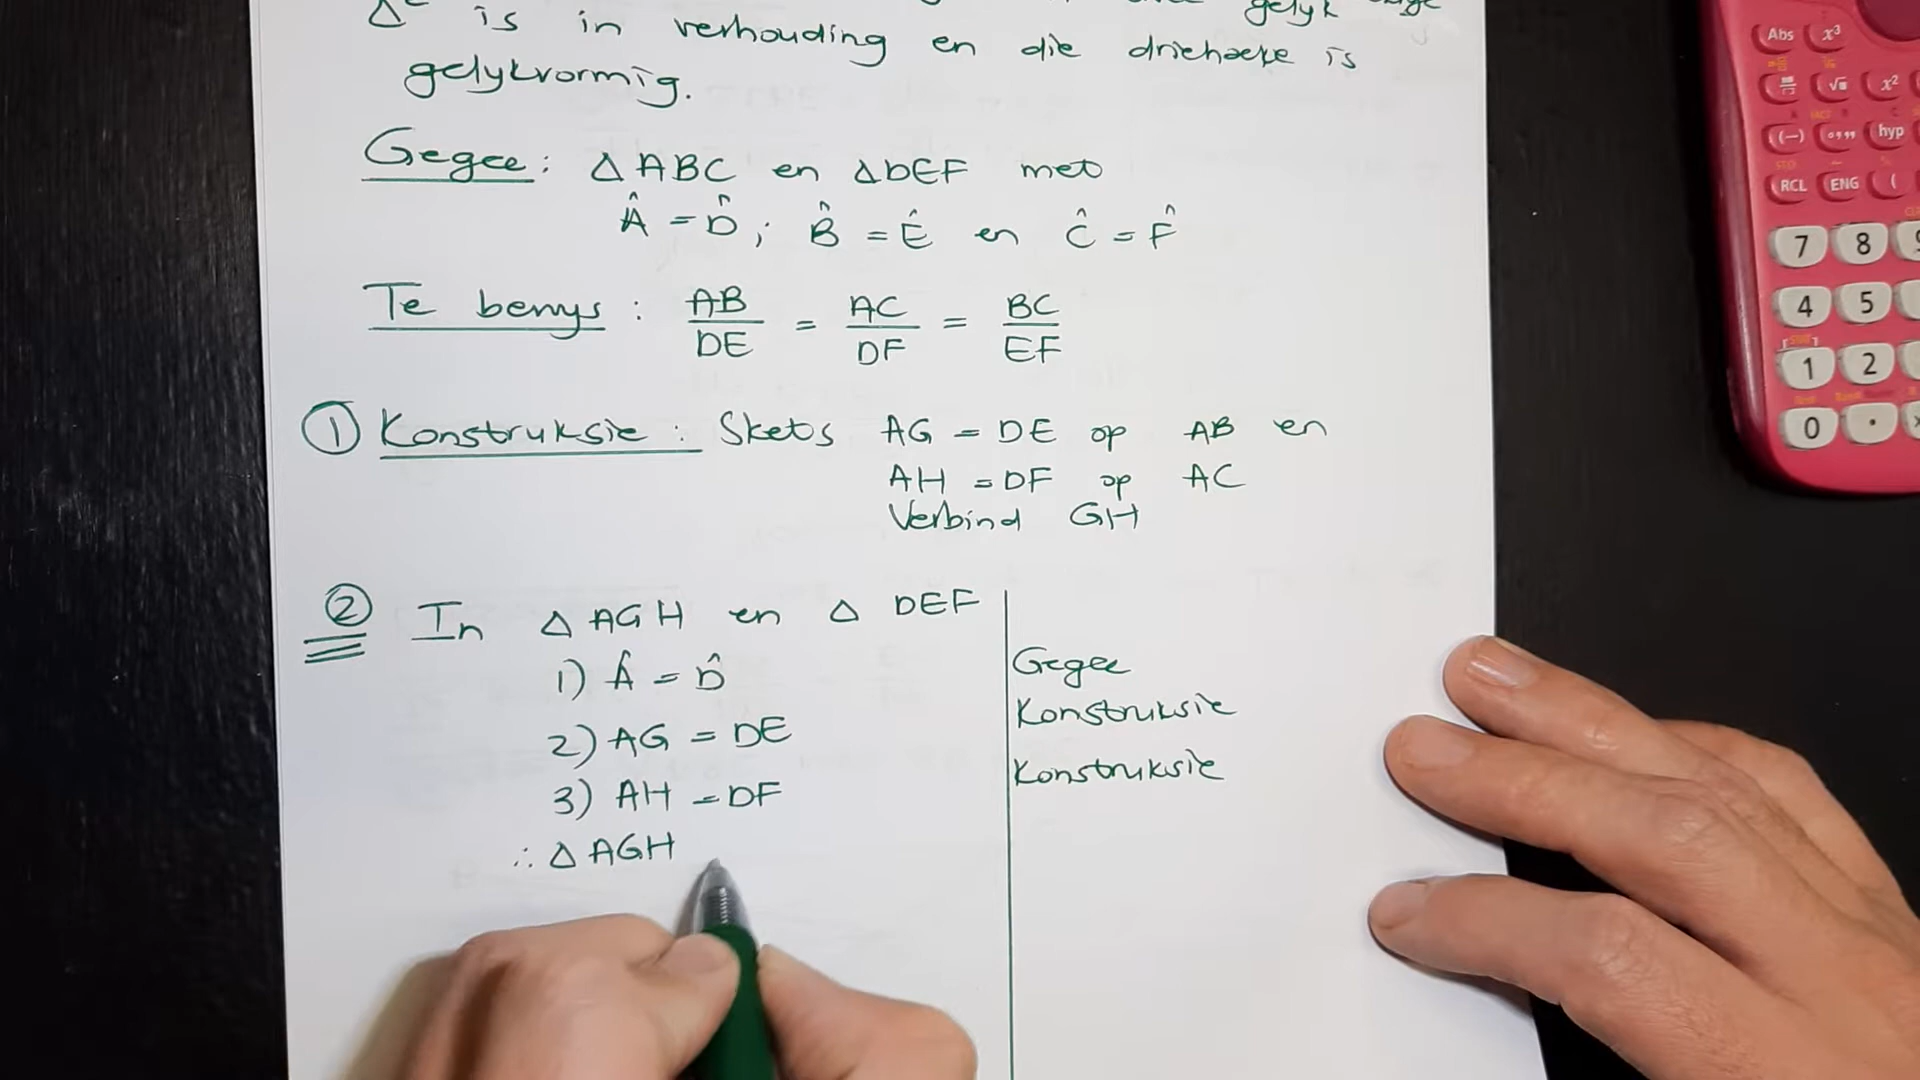 is in verhouding en die driehoeke is
gelykvormig.
Gegee: Δ ABC en ΔDEF met
Â = D̂; B̂ = Ê en Ĉ = F̂
Te bewys: AB/DE = AC/DF = BC/EF
① Konstruksie: Skets AG = DE op AB en
AH = DF op AC
Verbind GH
② In Δ AGH en Δ DEF
1) Â = D̂ Gegee
2) AG = DE Konstruksie
3) AH = DF Konstruksie
∴ Δ AGH
Abs x³
√ x²
(−) hyp
RCL ENG (
7 8 9
4 5
1 2
0 .